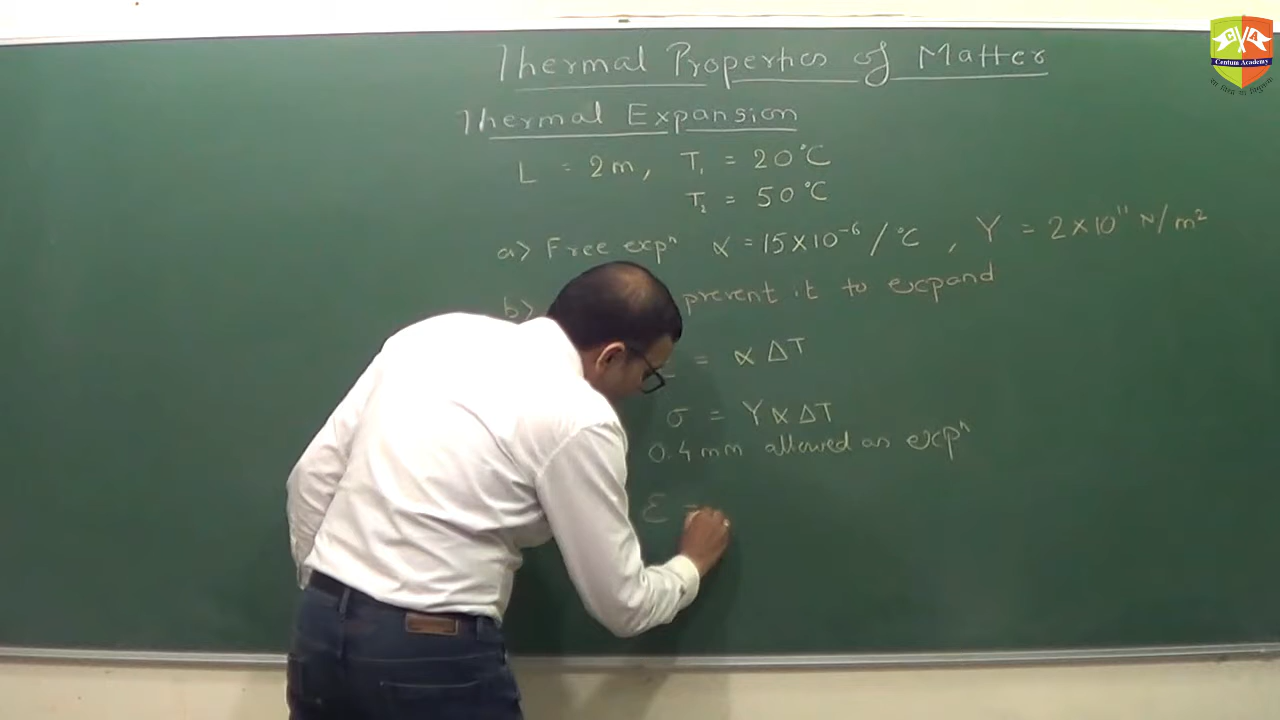 Thermal Properties of Matter
Thermal Expansion
L = 2m, T₁ = 20°C
T₂ = 50°C
a) Free expⁿ α = 15×10⁻⁶ /°C , Y = 2×10¹¹ N/m²
b) prevent it to expand
= α ΔT
σ = Y α ΔT
0.4 mm allowed as expⁿ
ε =
Centum Academy